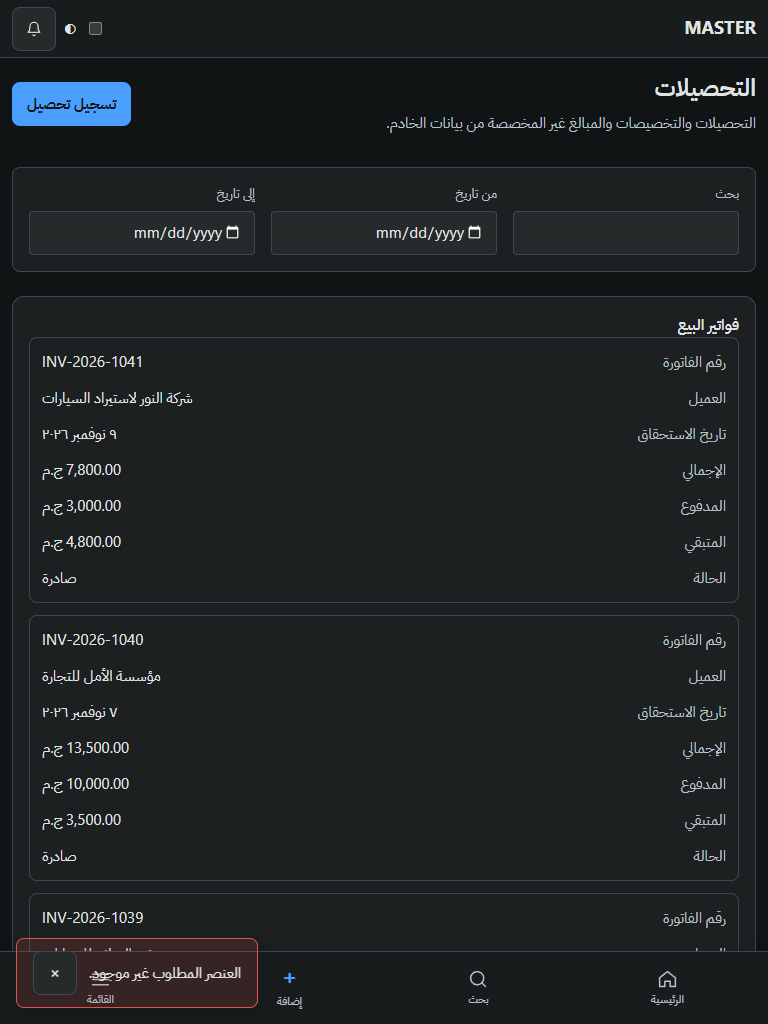 MASTER
التحصيلات
تسجيل تحصيل
التحصيلات والتخصيصات والمبالغ غير المخصصة من بيانات الخادم.
بحث
من تاريخ
mm/dd/yyyy
إلى تاريخ
mm/dd/yyyy
فواتير البيع
رقم الفاتورة INV-2026-1041
العميل شركة النور لاستيراد السيارات
تاريخ الاستحقاق ٩ نوفمبر ٢٠٢٦
الإجمالي 7,800.00 ج.م
المدفوع 3,000.00 ج.م
المتبقي 4,800.00 ج.م
الحالة صادرة
رقم الفاتورة INV-2026-1040
العميل مؤسسة الأمل للتجارة
تاريخ الاستحقاق ٧ نوفمبر ٢٠٢٦
الإجمالي 13,500.00 ج.م
المدفوع 10,000.00 ج.م
المتبقي 3,500.00 ج.م
الحالة صادرة
رقم الفاتورة INV-2026-1039
العنصر المطلوب غير موجود. ×
الرئيسية
بحث
+ إضافة
القائمة